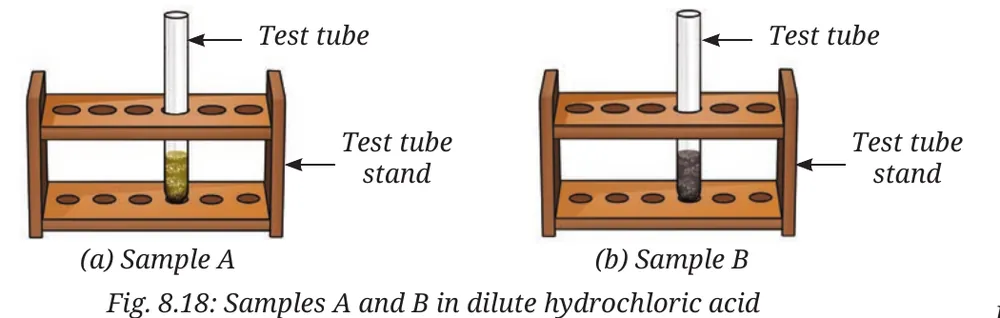 Test tube
Test tube
Test tube
stand
Test tube
stand
(a) Sample A
(b) Sample B
Fig. 8.18: Samples A and B in dilute hydrochloric acid